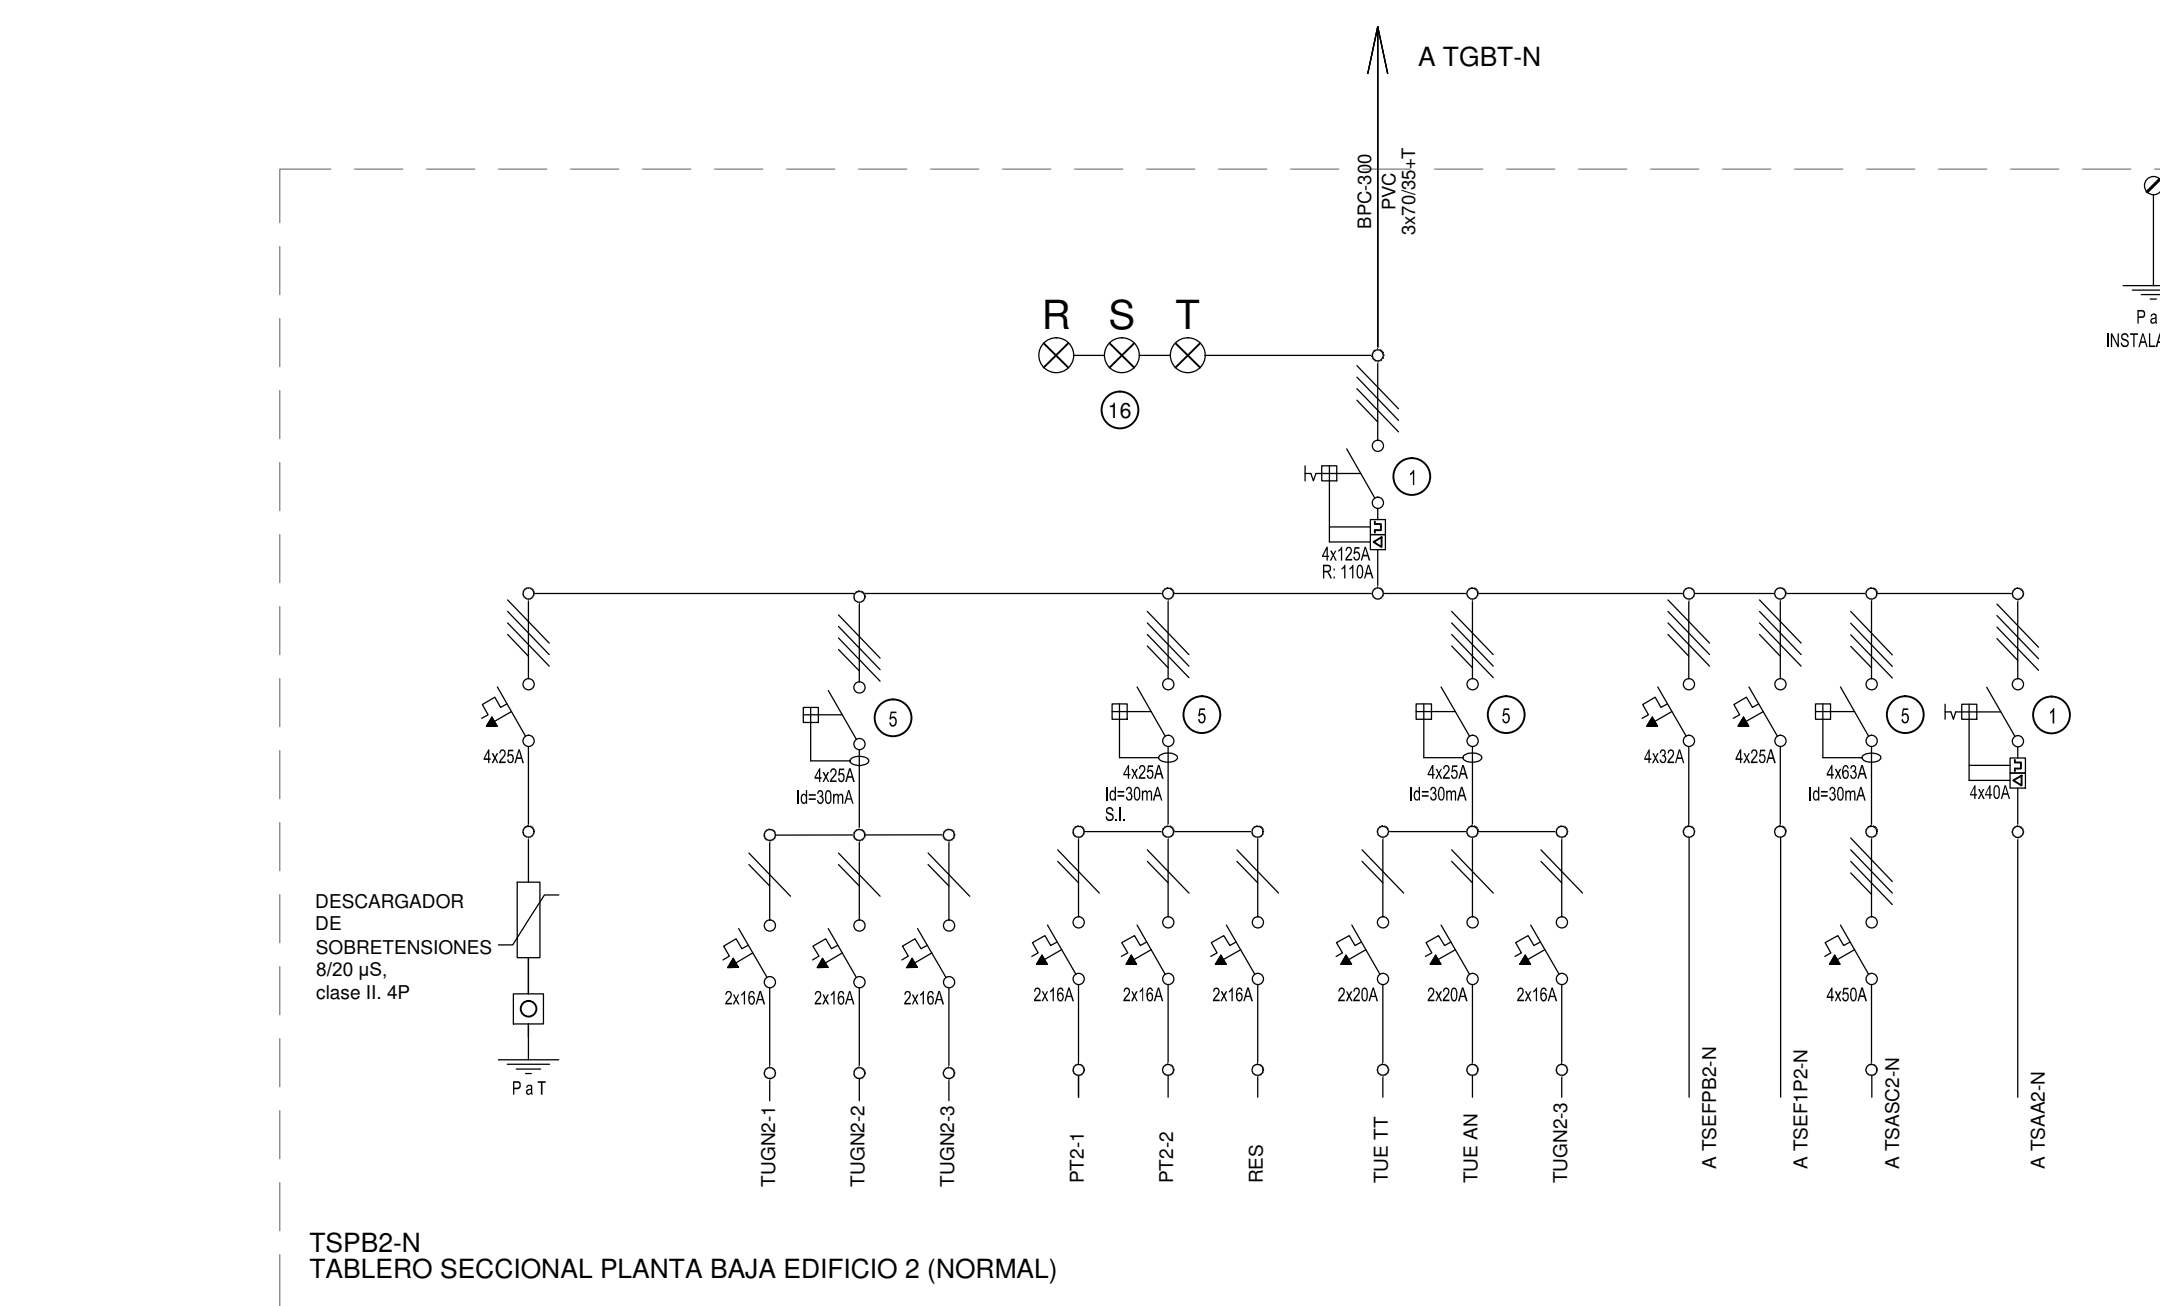 A TGBT-N
BPC-300
PVC
3x70/35+T
R S T
16
1
4x125A
R: 110A
P a
INSTALA
4x25A
5
4x25A
Id=30mA
5
4x25A
Id=30mA
S.I.
5
4x25A
Id=30mA
4x32A
4x25A
5
4x63A
Id=30mA
1
4x40A
DESCARGADOR
DE
SOBRETENSIONES
8/20 µS,
clase II. 4P
P a T
2x16A
2x16A
2x16A
2x16A
2x16A
2x16A
2x20A
2x20A
2x16A
4x50A
TUGN2-1
TUGN2-2
TUGN2-3
PT2-1
PT2-2
RES
TUE TT
TUE AN
TUGN2-3
A TSEFPB2-N
A TSEF1P2-N
A TSASC2-N
A TSAA2-N
TSPB2-N
TABLERO SECCIONAL PLANTA BAJA EDIFICIO 2 (NORMAL)